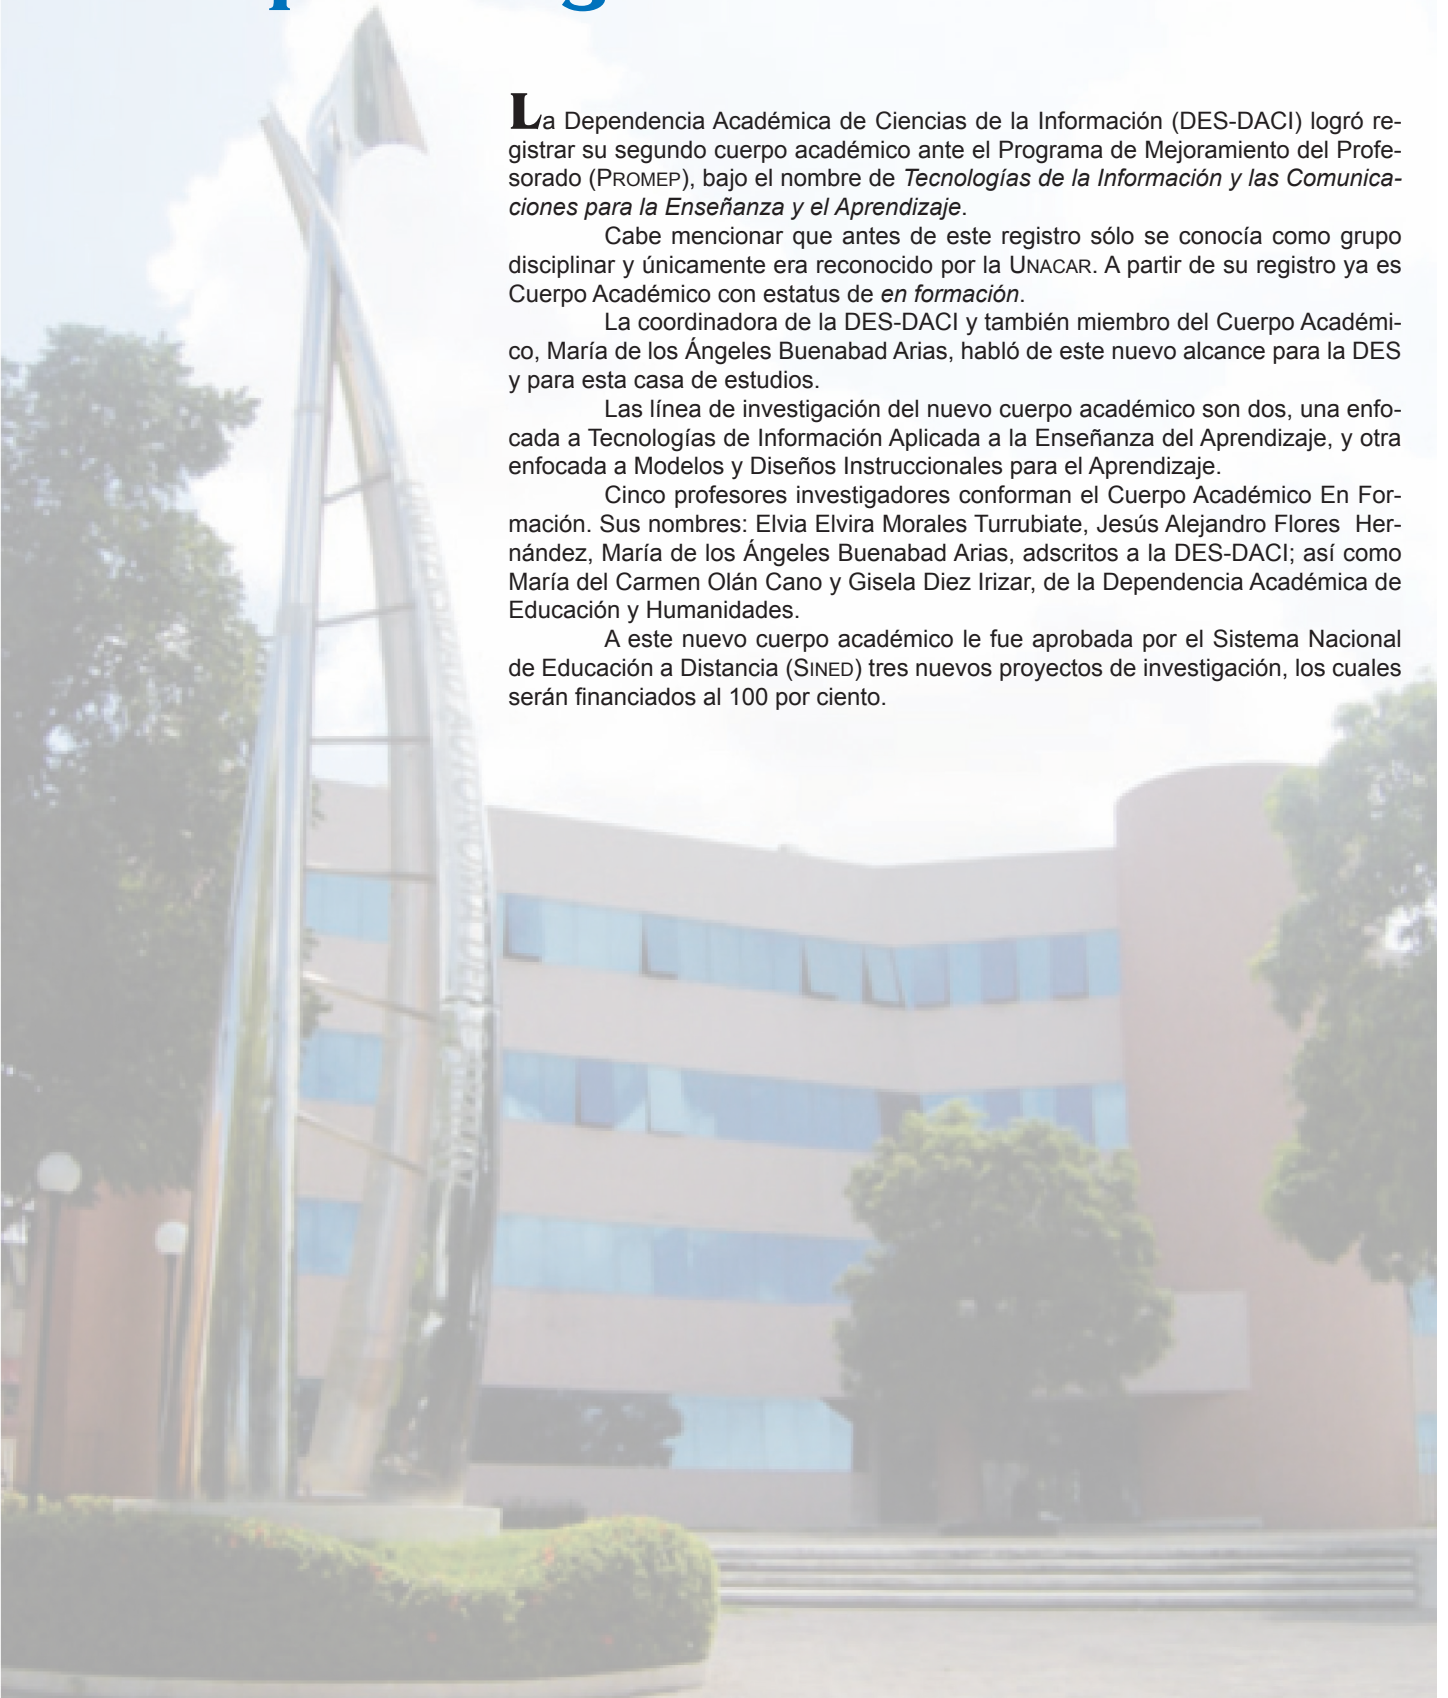 La Dependencia Académica de Ciencias de la Información (DES-DACI) logró re-
gistrar su segundo cuerpo académico ante el Programa de Mejoramiento del Profe-
sorado (PROMEP), bajo el nombre de Tecnologías de la Información y las Comunica-
ciones para la Enseñanza y el Aprendizaje.
Cabe mencionar que antes de este registro sólo se conocía como grupo
disciplinar y únicamente era reconocido por la UNACAR. A partir de su registro ya es
Cuerpo Académico con estatus de en formación.
La coordinadora de la DES-DACI y también miembro del Cuerpo Académi-
co, María de los Ángeles Buenabad Arias, habló de este nuevo alcance para la DES
y para esta casa de estudios.
Las línea de investigación del nuevo cuerpo académico son dos, una enfo-
cada a Tecnologías de Información Aplicada a la Enseñanza del Aprendizaje, y otra
enfocada a Modelos y Diseños Instruccionales para el Aprendizaje.
Cinco profesores investigadores conforman el Cuerpo Académico En For-
mación. Sus nombres: Elvia Elvira Morales Turrubiate, Jesús Alejandro Flores Her-
nández, María de los Ángeles Buenabad Arias, adscritos a la DES-DACI; así como
María del Carmen Olán Cano y Gisela Diez Irizar, de la Dependencia Académica de
Educación y Humanidades.
A este nuevo cuerpo académico le fue aprobada por el Sistema Nacional
de Educación a Distancia (SINED) tres nuevos proyectos de investigación, los cuales
serán financiados al 100 por ciento.